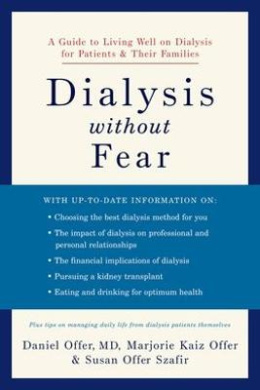 A Guide to Living Well on Dialysis
for Patients & Their Families
Dialysis
without
Fear
WITH UP-TO-DATE INFORMATION ON:
• Choosing the best dialysis method for you
• The impact of dialysis on professional and
personal relationships
• The financial implications of dialysis
• Pursuing a kidney transplant
• Eating and drinking for optimum health
Plus tips on managing daily life from dialysis patients themselves
Daniel Offer, MD, Marjorie Kaiz Offer
& Susan Offer Szafir